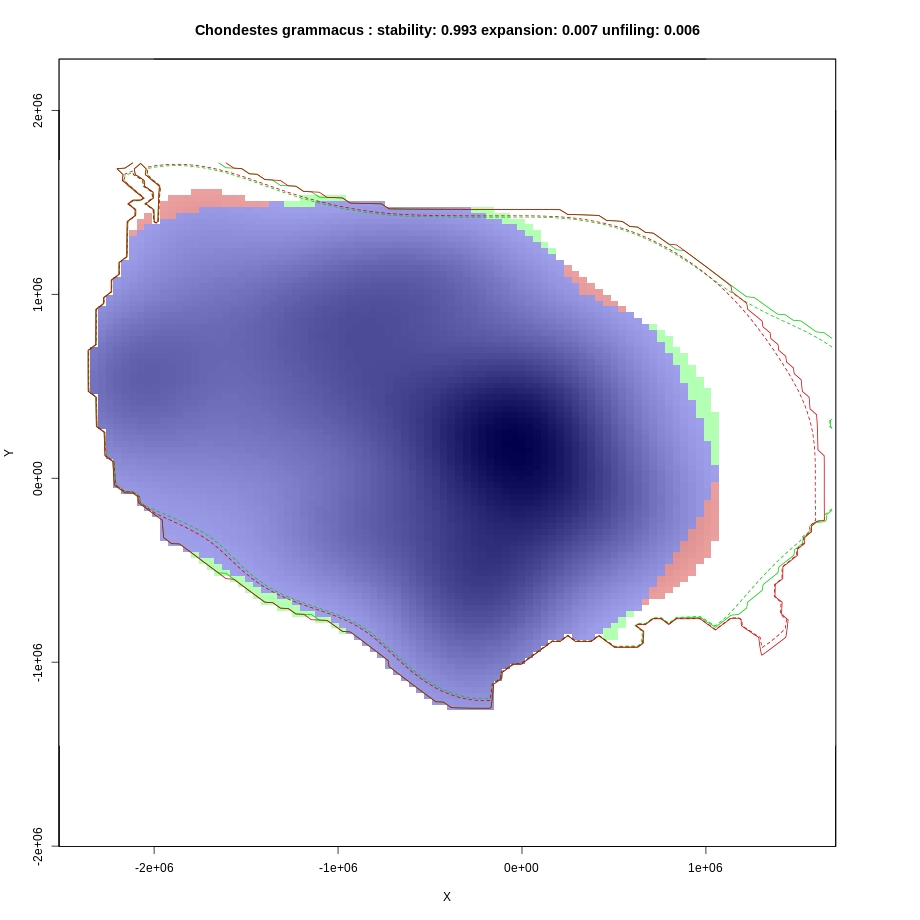 Chondestes grammacus : stability: 0.993 expansion: 0.007 unfiling: 0.006
2e+06
1e+06
0e+00
-1e+06
-2e+06
Y
-2e+06 -1e+06 0e+00 1e+06
X